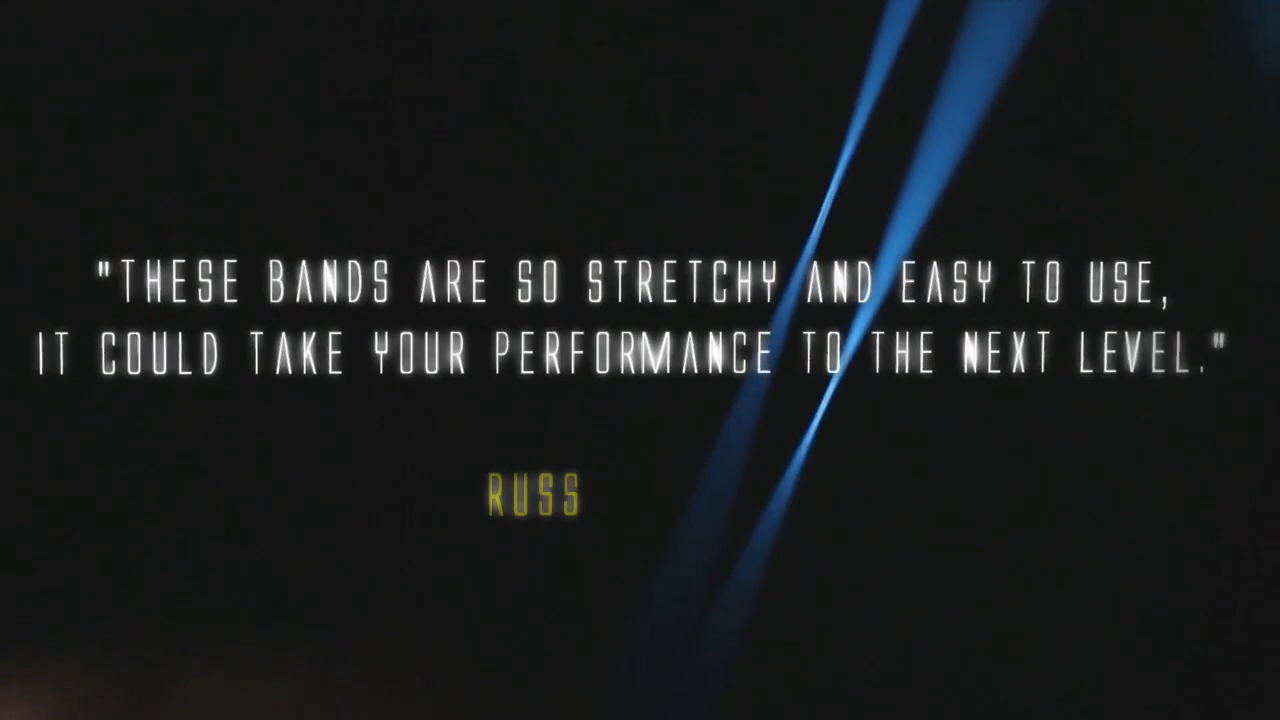 "THESE BANDS ARE SO STRETCHY AND EASY TO USE,
IT COULD TAKE YOUR PERFORMANCE TO THE NEXT LEVEL."
RUSS